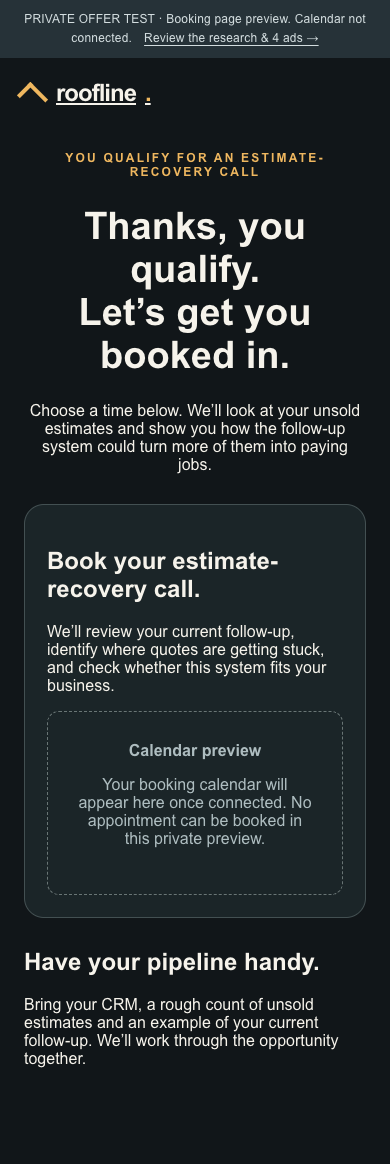 PRIVATE OFFER TEST · Booking page preview. Calendar not
connected. Review the research & 4 ads →
roofline .
YOU QUALIFY FOR AN ESTIMATE-
RECOVERY CALL
Thanks, you
qualify.
Let’s get you
booked in.
Choose a time below. We’ll look at your unsold
estimates and show you how the follow-up
system could turn more of them into paying
jobs.
Book your estimate-
recovery call.
We’ll review your current follow-up,
identify where quotes are getting stuck,
and check whether this system fits your
business.
Calendar preview
Your booking calendar will
appear here once connected. No
appointment can be booked in
this private preview.
Have your pipeline handy.
Bring your CRM, a rough count of unsold
estimates and an example of your current
follow-up. We’ll work through the opportunity
together.